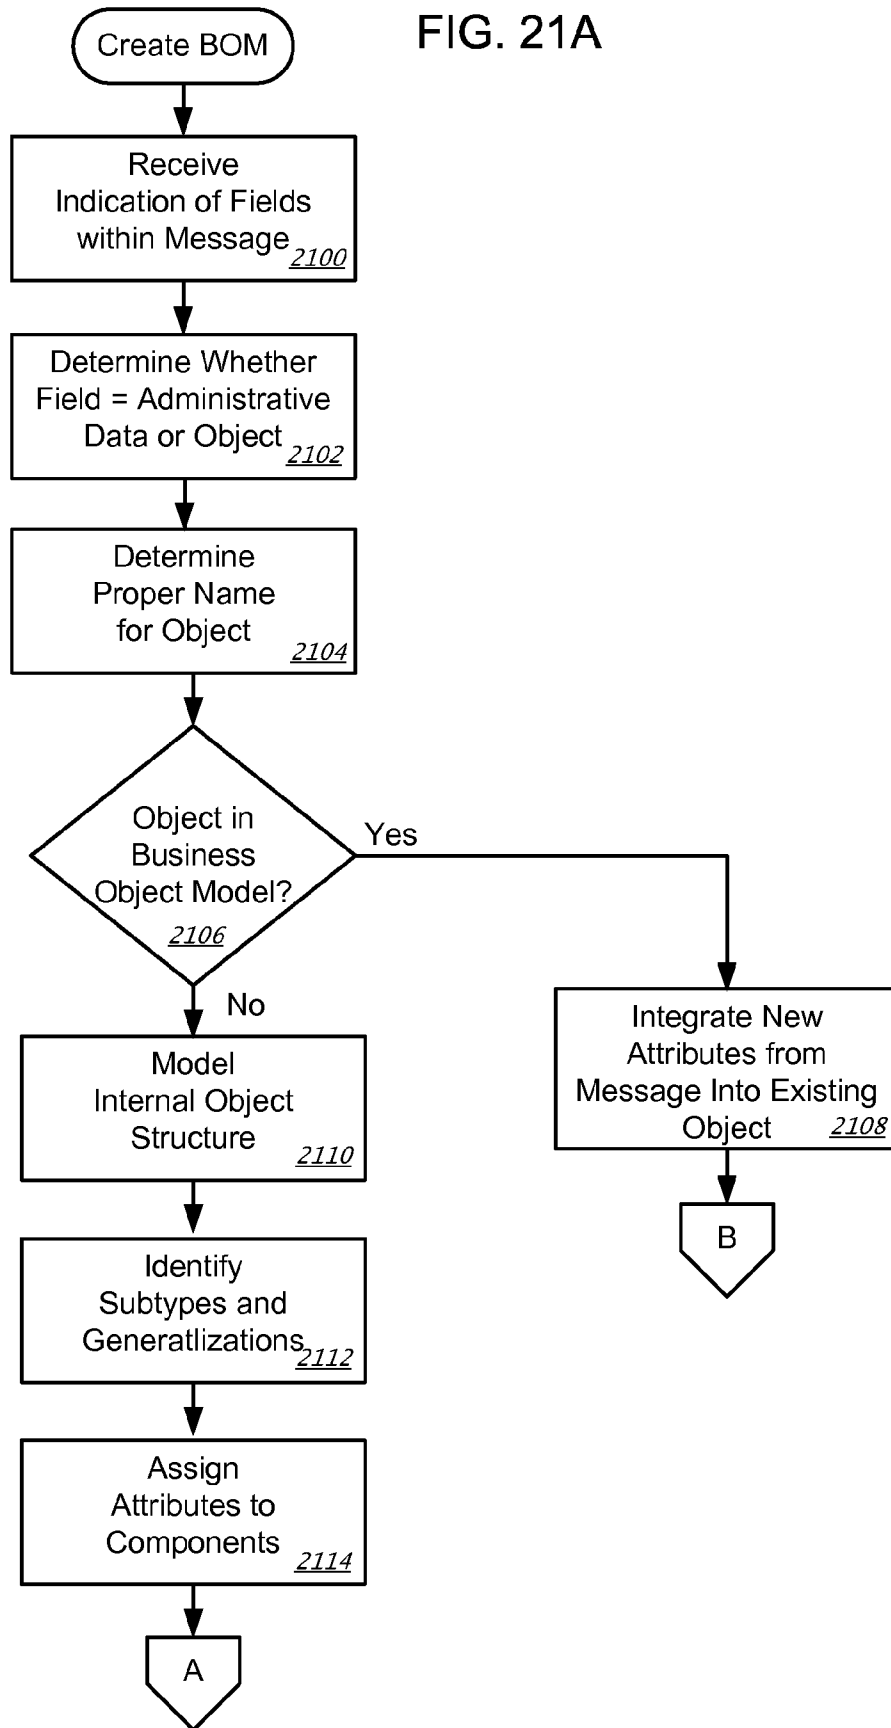 FIG. 21A
Create BOM
Receive
Indication of Fields
within Message
2100
Determine Whether
Field = Administrative
Data or Object
2102
Determine
Proper Name
for Object
2104
Object in
Business
Object Model?
2106
Yes
No
Integrate New
Attributes from
Message Into Existing
Object
2108
B
Model
Internal Object
Structure
2110
Identify
Subtypes and
Generatlizations
2112
Assign
Attributes to
Components
2114
A